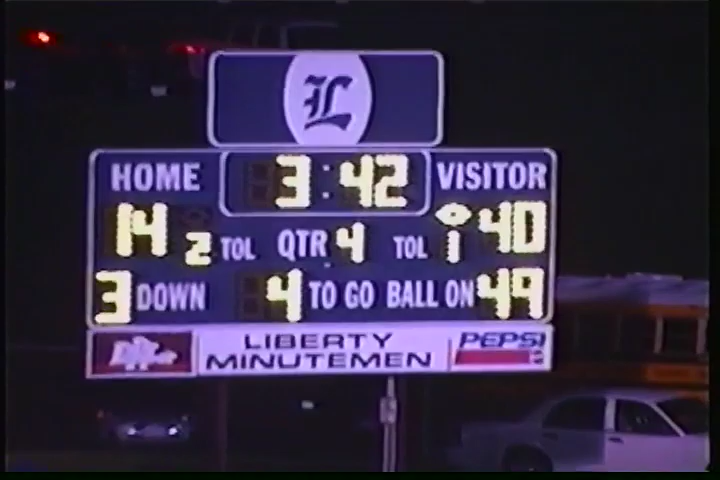 L
HOME 3:42 VISITOR
14 2 TOL QTR 4 TOL 1 40
3 DOWN 4 TO GO BALL ON 49
LIBERTY PEPSI
MINUTEMEN